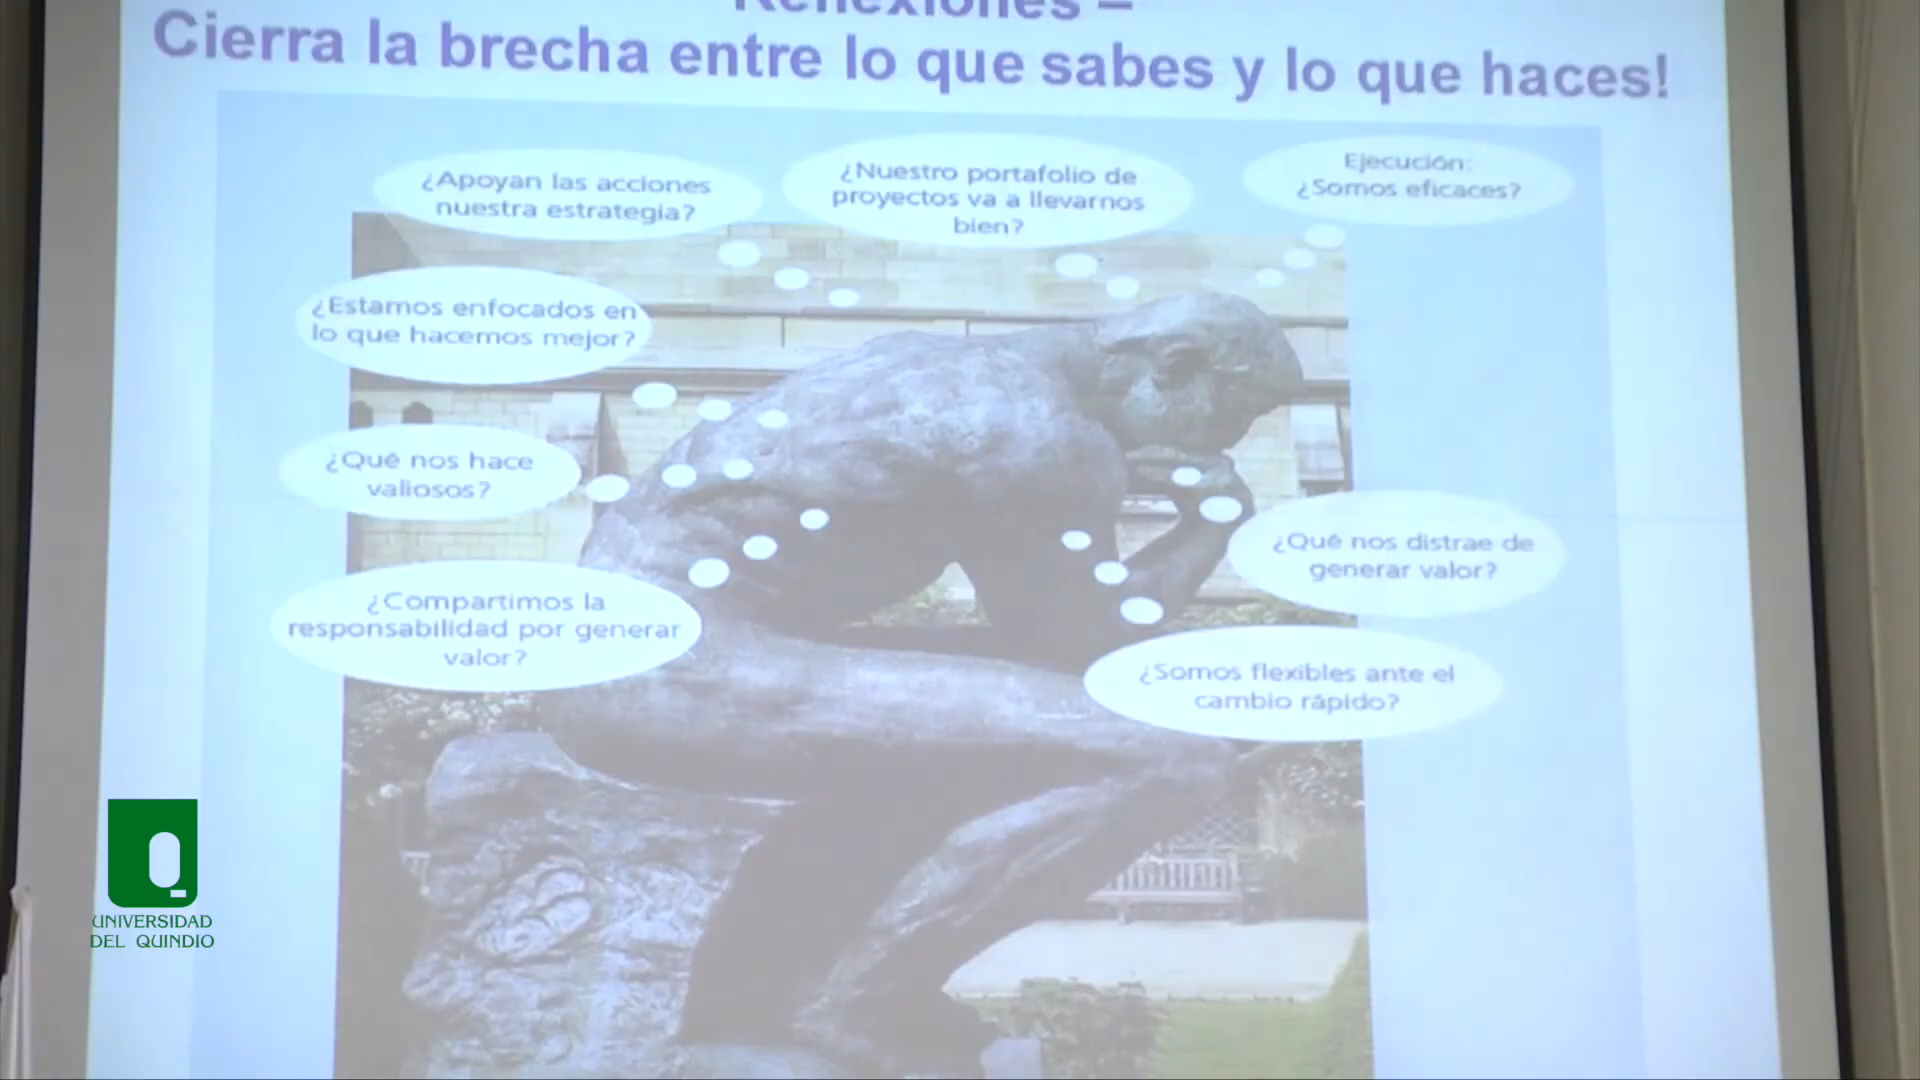 Reflexiones –
Cierra la brecha entre lo que sabes y lo que haces!
¿Apoyan las acciones
nuestra estrategia?
¿Nuestro portafolio de
proyectos va a llevarnos
bien?
Ejecución:
¿Somos eficaces?
¿Estamos enfocados en
lo que hacemos mejor?
¿Qué nos hace
valiosos?
¿Qué nos distrae de
generar valor?
¿Compartimos la
responsabilidad por generar
valor?
¿Somos flexibles ante el
cambio rápido?
UNIVERSIDAD
DEL QUINDIO